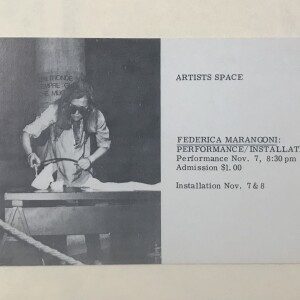 ARTISTS SPACE
FEDERICA MARANGONI:
PERFORMANCE/INSTALLAT
Performance Nov. 7, 8:30 pm
Admission $1.00
Installation Nov. 7 & 8